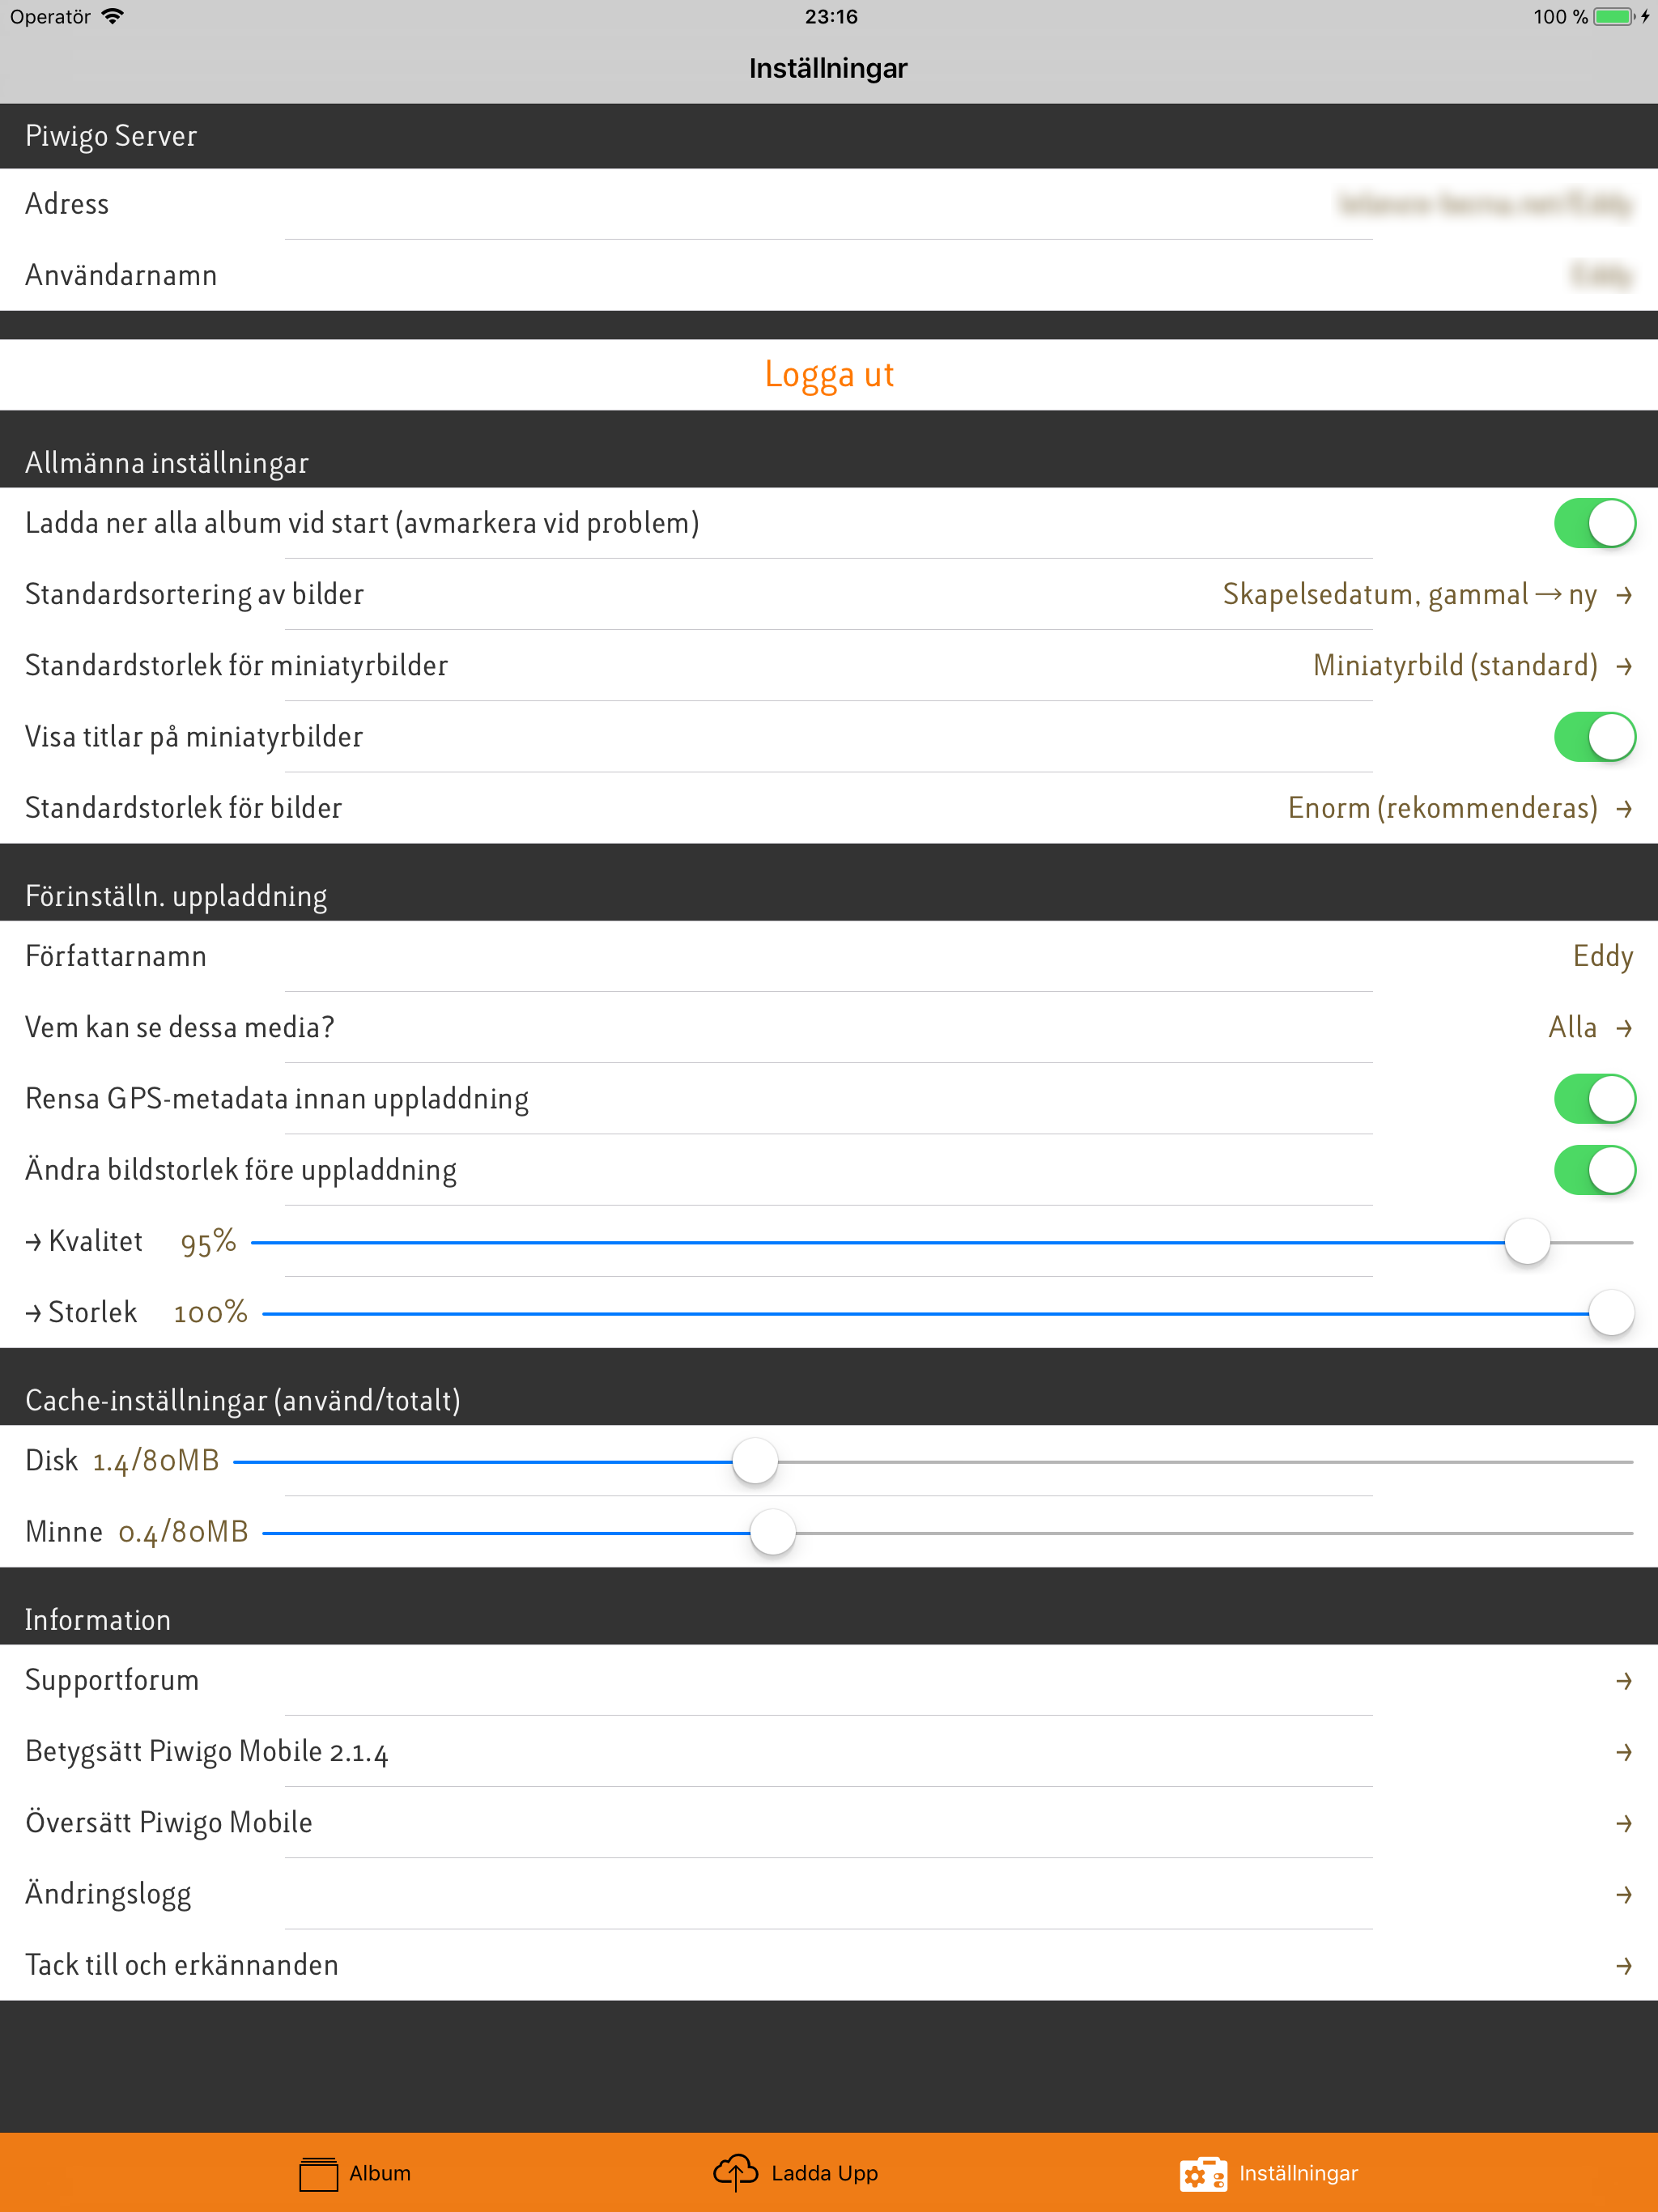 Operatör 23:16 100 %
Inställningar
Piwigo Server
Adress
Användarnamn
Logga ut
Allmänna inställningar
Ladda ner alla album vid start (avmarkera vid problem)
Standardsortering av bilder Skapelsedatum, gammal → ny →
Standardstorlek för miniatyrbilder Miniatyrbild (standard) →
Visa titlar på miniatyrbilder
Standardstorlek för bilder Enorm (rekommenderas) →
Förinställn. uppladdning
Författarnamn Eddy
Vem kan se dessa media? Alla →
Rensa GPS-metadata innan uppladdning
Ändra bildstorlek före uppladdning
→ Kvalitet 95%
→ Storlek 100%
Cache-inställningar (använd/totalt)
Disk 1.4/80MB
Minne 0.4/80MB
Information
Supportforum →
Betygsätt Piwigo Mobile 2.1.4 →
Översätt Piwigo Mobile →
Ändringslogg →
Tack till och erkännanden →
Album Ladda Upp Inställningar